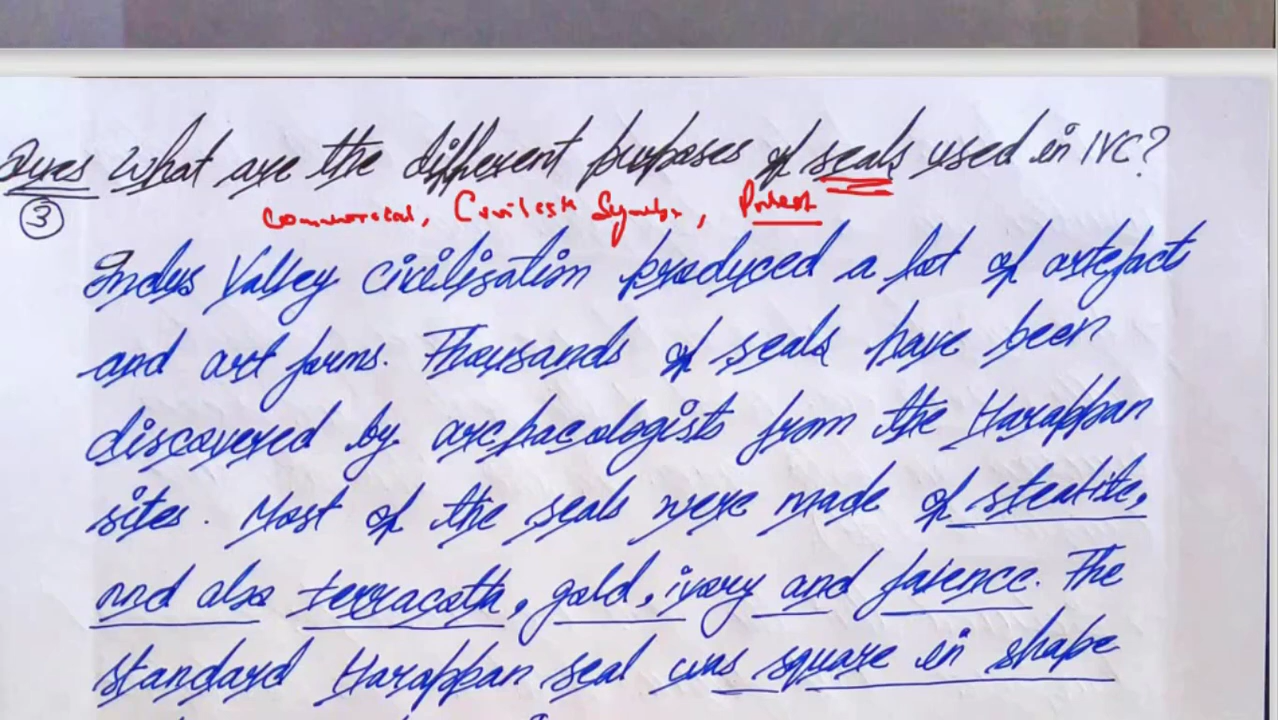 Ques What are the different purposes of seals used in IVC?
3
Commercial, Civilisth Symbol,
Indus Valley civilisation produced a lot of artefacts
and art forms. Thousands of seals have been
discovered by archaeologists from the Harappan
sites. Most of the seals were made of steatite,
and also terracotta, gold, ivory and faience. The
standard Harappan seal was square in shape